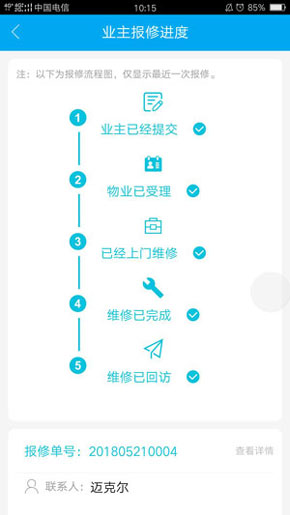 中国电信 10:15 85%
业主报修进度
注：以下为报修流程图，仅显示最近一次报修。
1
业主已经提交
2
物业已受理
3
已经上门维修
4
维修已完成
5
维修已回访
报修单号：201805210004 查看详情
联系人：迈克尔